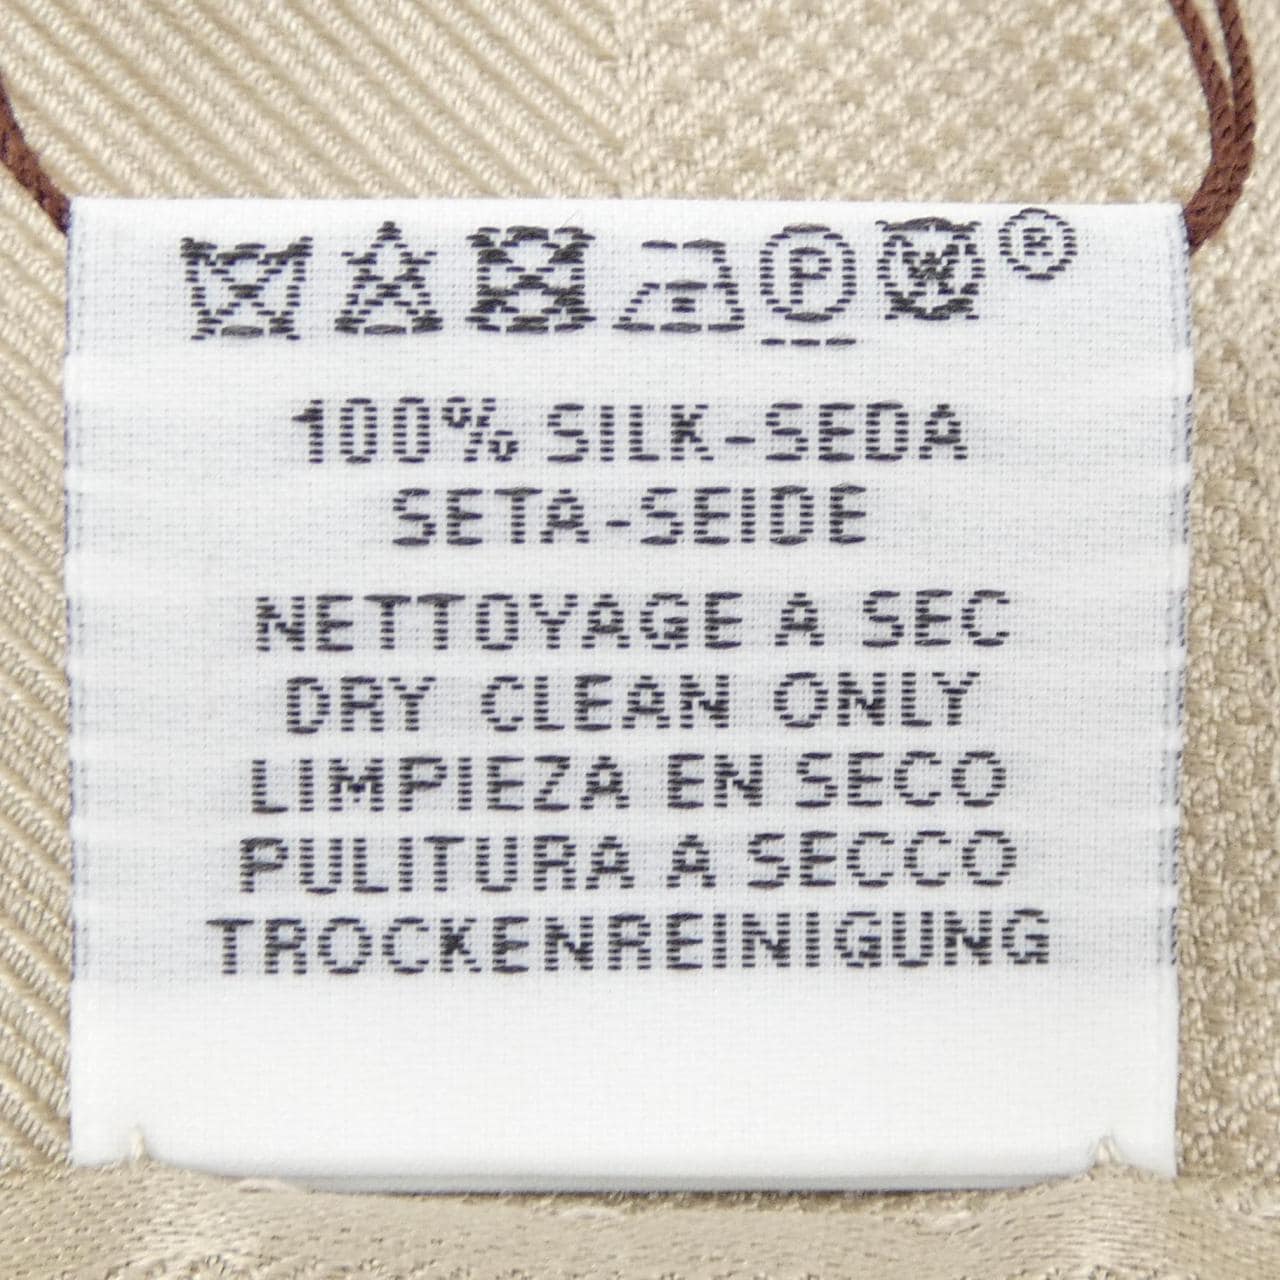 P W ®
100% SILK-SEDA
SETA-SEIDE
NETTOYAGE A SEC
DRY CLEAN ONLY
LIMPIEZA EN SECO
PULITURA A SECCO
TROCKENREINIGUNG